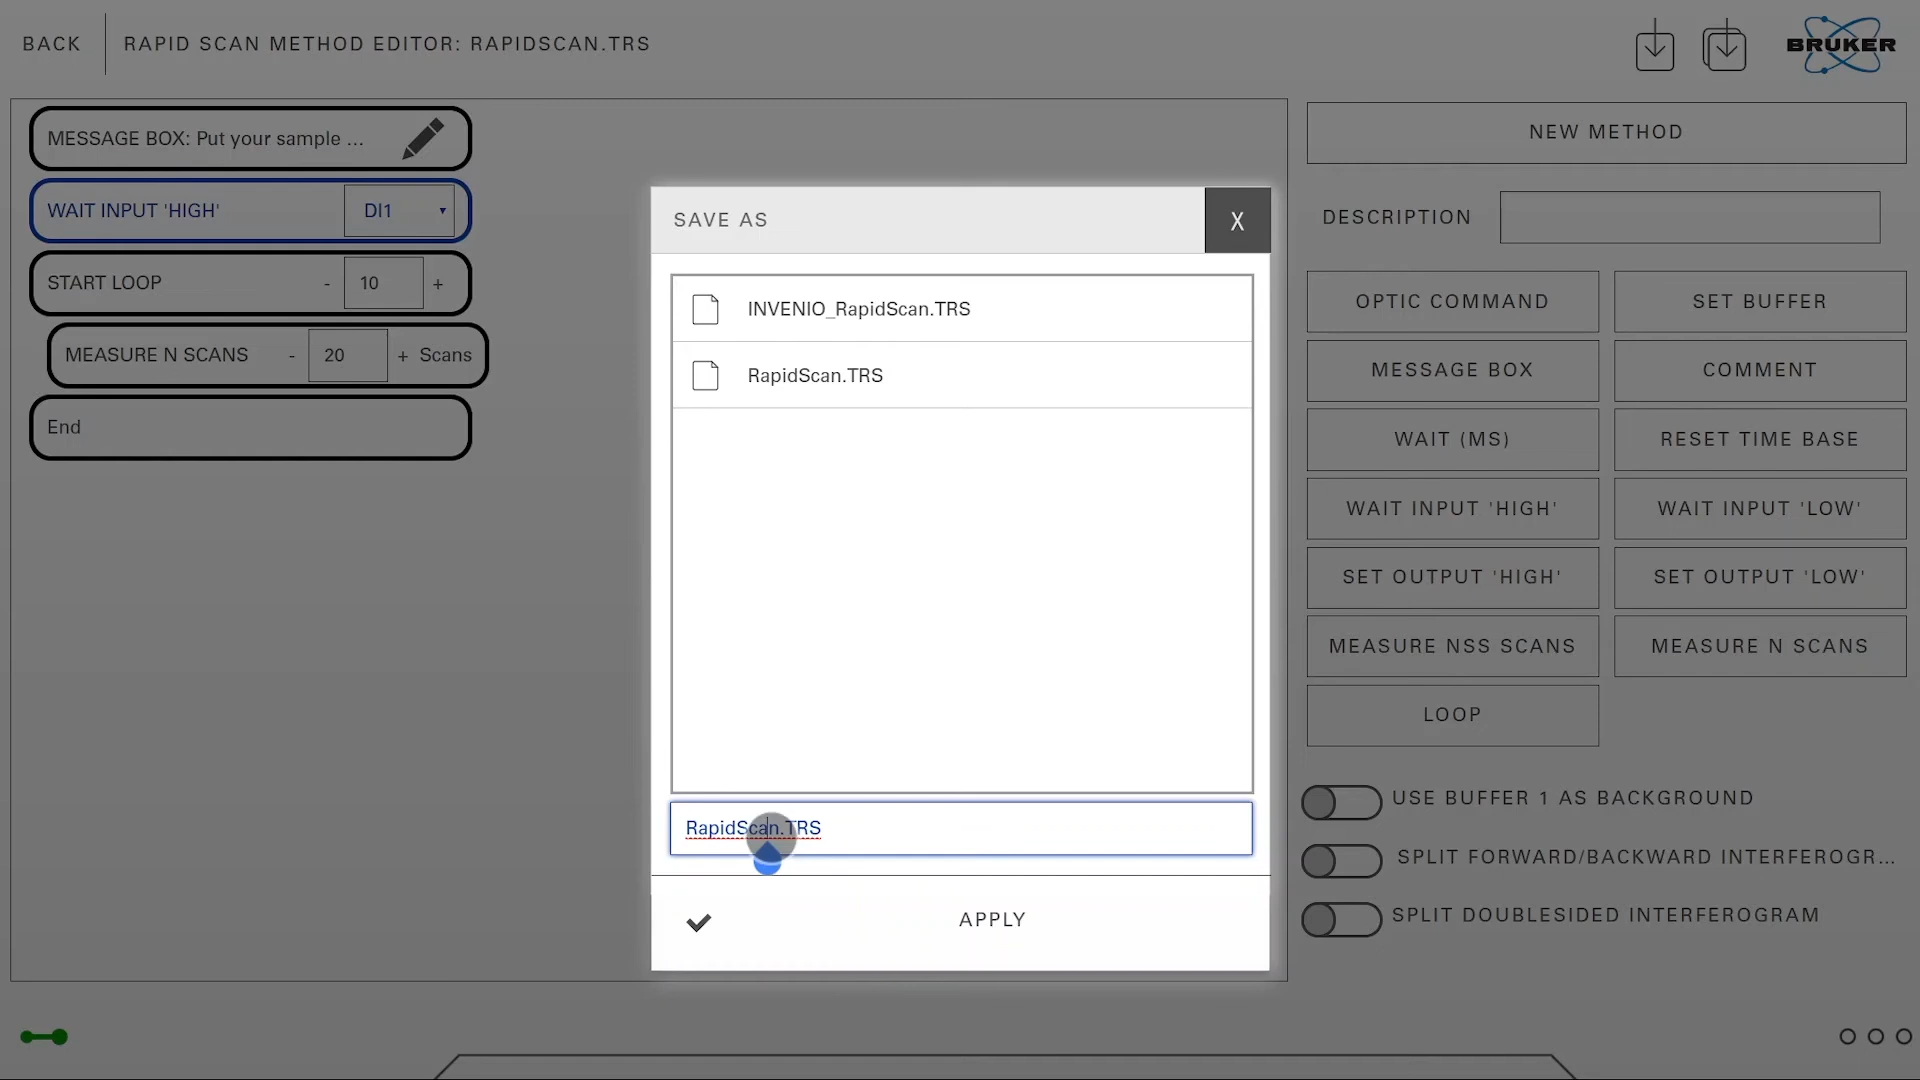 BACK
RAPID SCAN METHOD EDITOR: RAPIDSCAN.TRS
BRUKER
MESSAGE BOX: Put your sample ...
WAIT INPUT 'HIGH' DI1
START LOOP - 10 +
MEASURE N SCANS - 20 + Scans
End
SAVE AS
X
INVENIO_RapidScan.TRS
RapidScan.TRS
RapidScan.TRS
APPLY
NEW METHOD
DESCRIPTION
OPTIC COMMAND
SET BUFFER
MESSAGE BOX
COMMENT
WAIT (MS)
RESET TIME BASE
WAIT INPUT 'HIGH'
WAIT INPUT 'LOW'
SET OUTPUT 'HIGH'
SET OUTPUT 'LOW'
MEASURE NSS SCANS
MEASURE N SCANS
LOOP
USE BUFFER 1 AS BACKGROUND
SPLIT FORWARD/BACKWARD INTERFEROGR...
SPLIT DOUBLESIDED INTERFEROGRAM